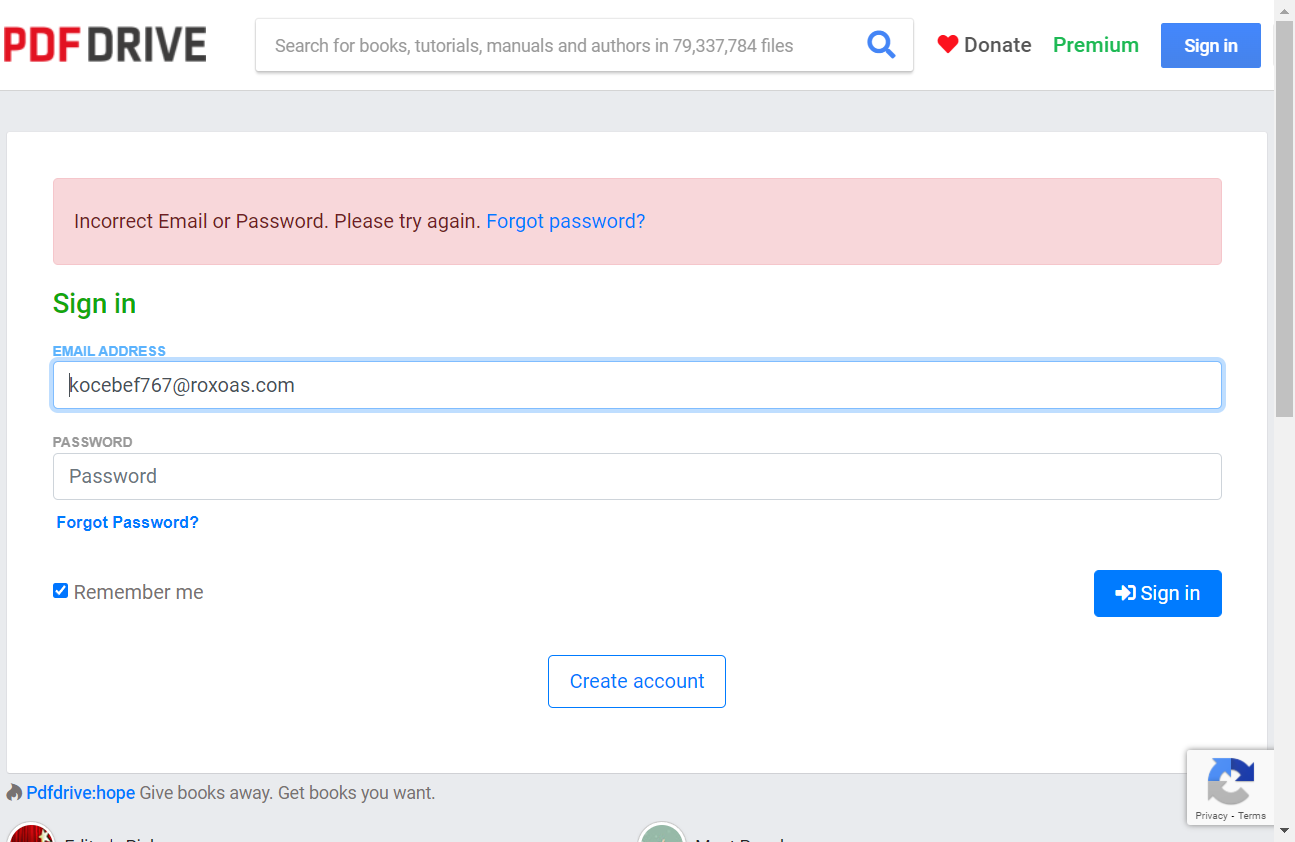 PDF DRIVE
Search for books, tutorials, manuals and authors in 79,337,784 files
Donate
Premium
Sign in
Incorrect Email or Password. Please try again. Forgot password?
Sign in
EMAIL ADDRESS
kocebef767@roxoas.com
PASSWORD
Password
Forgot Password?
Remember me
Sign in
Create account
Pdfdrive:hope Give books away. Get books you want.
Privacy - Terms